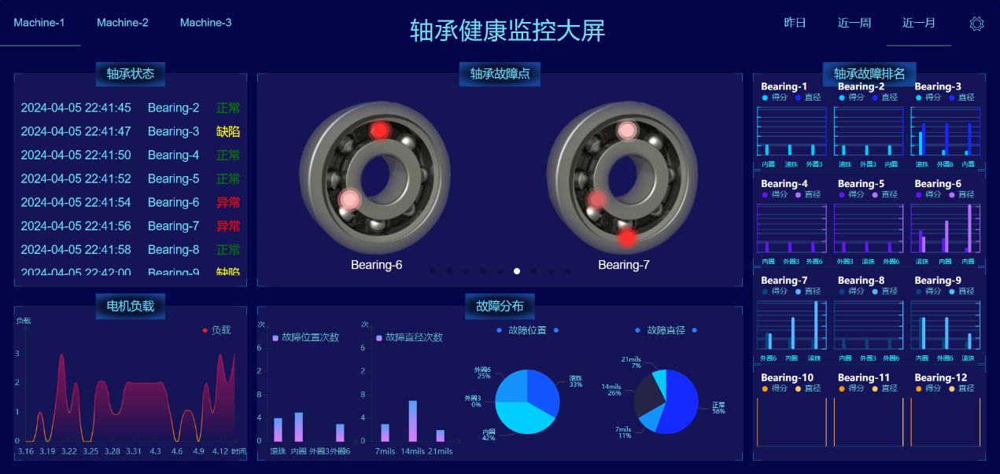 Machine-1 Machine-2 Machine-3
轴承健康监控大屏
昨日 近一周 近一月
轴承状态
2024-04-05 22:41:45 Bearing-2 正常
2024-04-05 22:41:47 Bearing-3 缺陷
2024-04-05 22:41:50 Bearing-4 正常
2024-04-05 22:41:52 Bearing-5 正常
2024-04-05 22:41:54 Bearing-6 异常
2024-04-05 22:41:56 Bearing-7 异常
2024-04-05 22:41:58 Bearing-8 正常
2024-04-05 22:42:00 Bearing-9 缺陷
轴承故障点
Bearing-6 Bearing-7
轴承故障排名
Bearing-1 Bearing-2 Bearing-3
得分 直径 得分 直径 得分 直径
内圈 滚珠 外圈3 滚珠 外圈3 内圈 滚珠 外圈6 内圈
Bearing-4 Bearing-5 Bearing-6
得分 直径 得分 直径 得分 直径
内圈 外圈3 外圈6 外圈3 滚珠 外圈6 滚珠 内圈 内圈
Bearing-7 Bearing-8 Bearing-9
得分 直径 得分 直径 得分 直径
外圈6 内圈 滚珠 内圈 外圈3 外圈6 内圈 外圈6 滚珠
Bearing-10 Bearing-11 Bearing-12
得分 直径 得分 直径 得分 直径
电机负载
负载
负载
3
2
1
0
3.16 3.19 3.22 3.25 3.28 3.31 4.3 4.6 4.9 4.12 时间
故障分布
次
故障位置次数
6
2
8
4
0
滚珠 内圈 外圈3 外圈6
次
故障直径次数
6
2
8
4
0
7mils 14mils 21mils
故障位置
外圈6
25%
滚珠
33%
外圈3
0%
内圈
42%
故障直径
21mils
7%
14mils
26%
正常
56%
7mils
11%